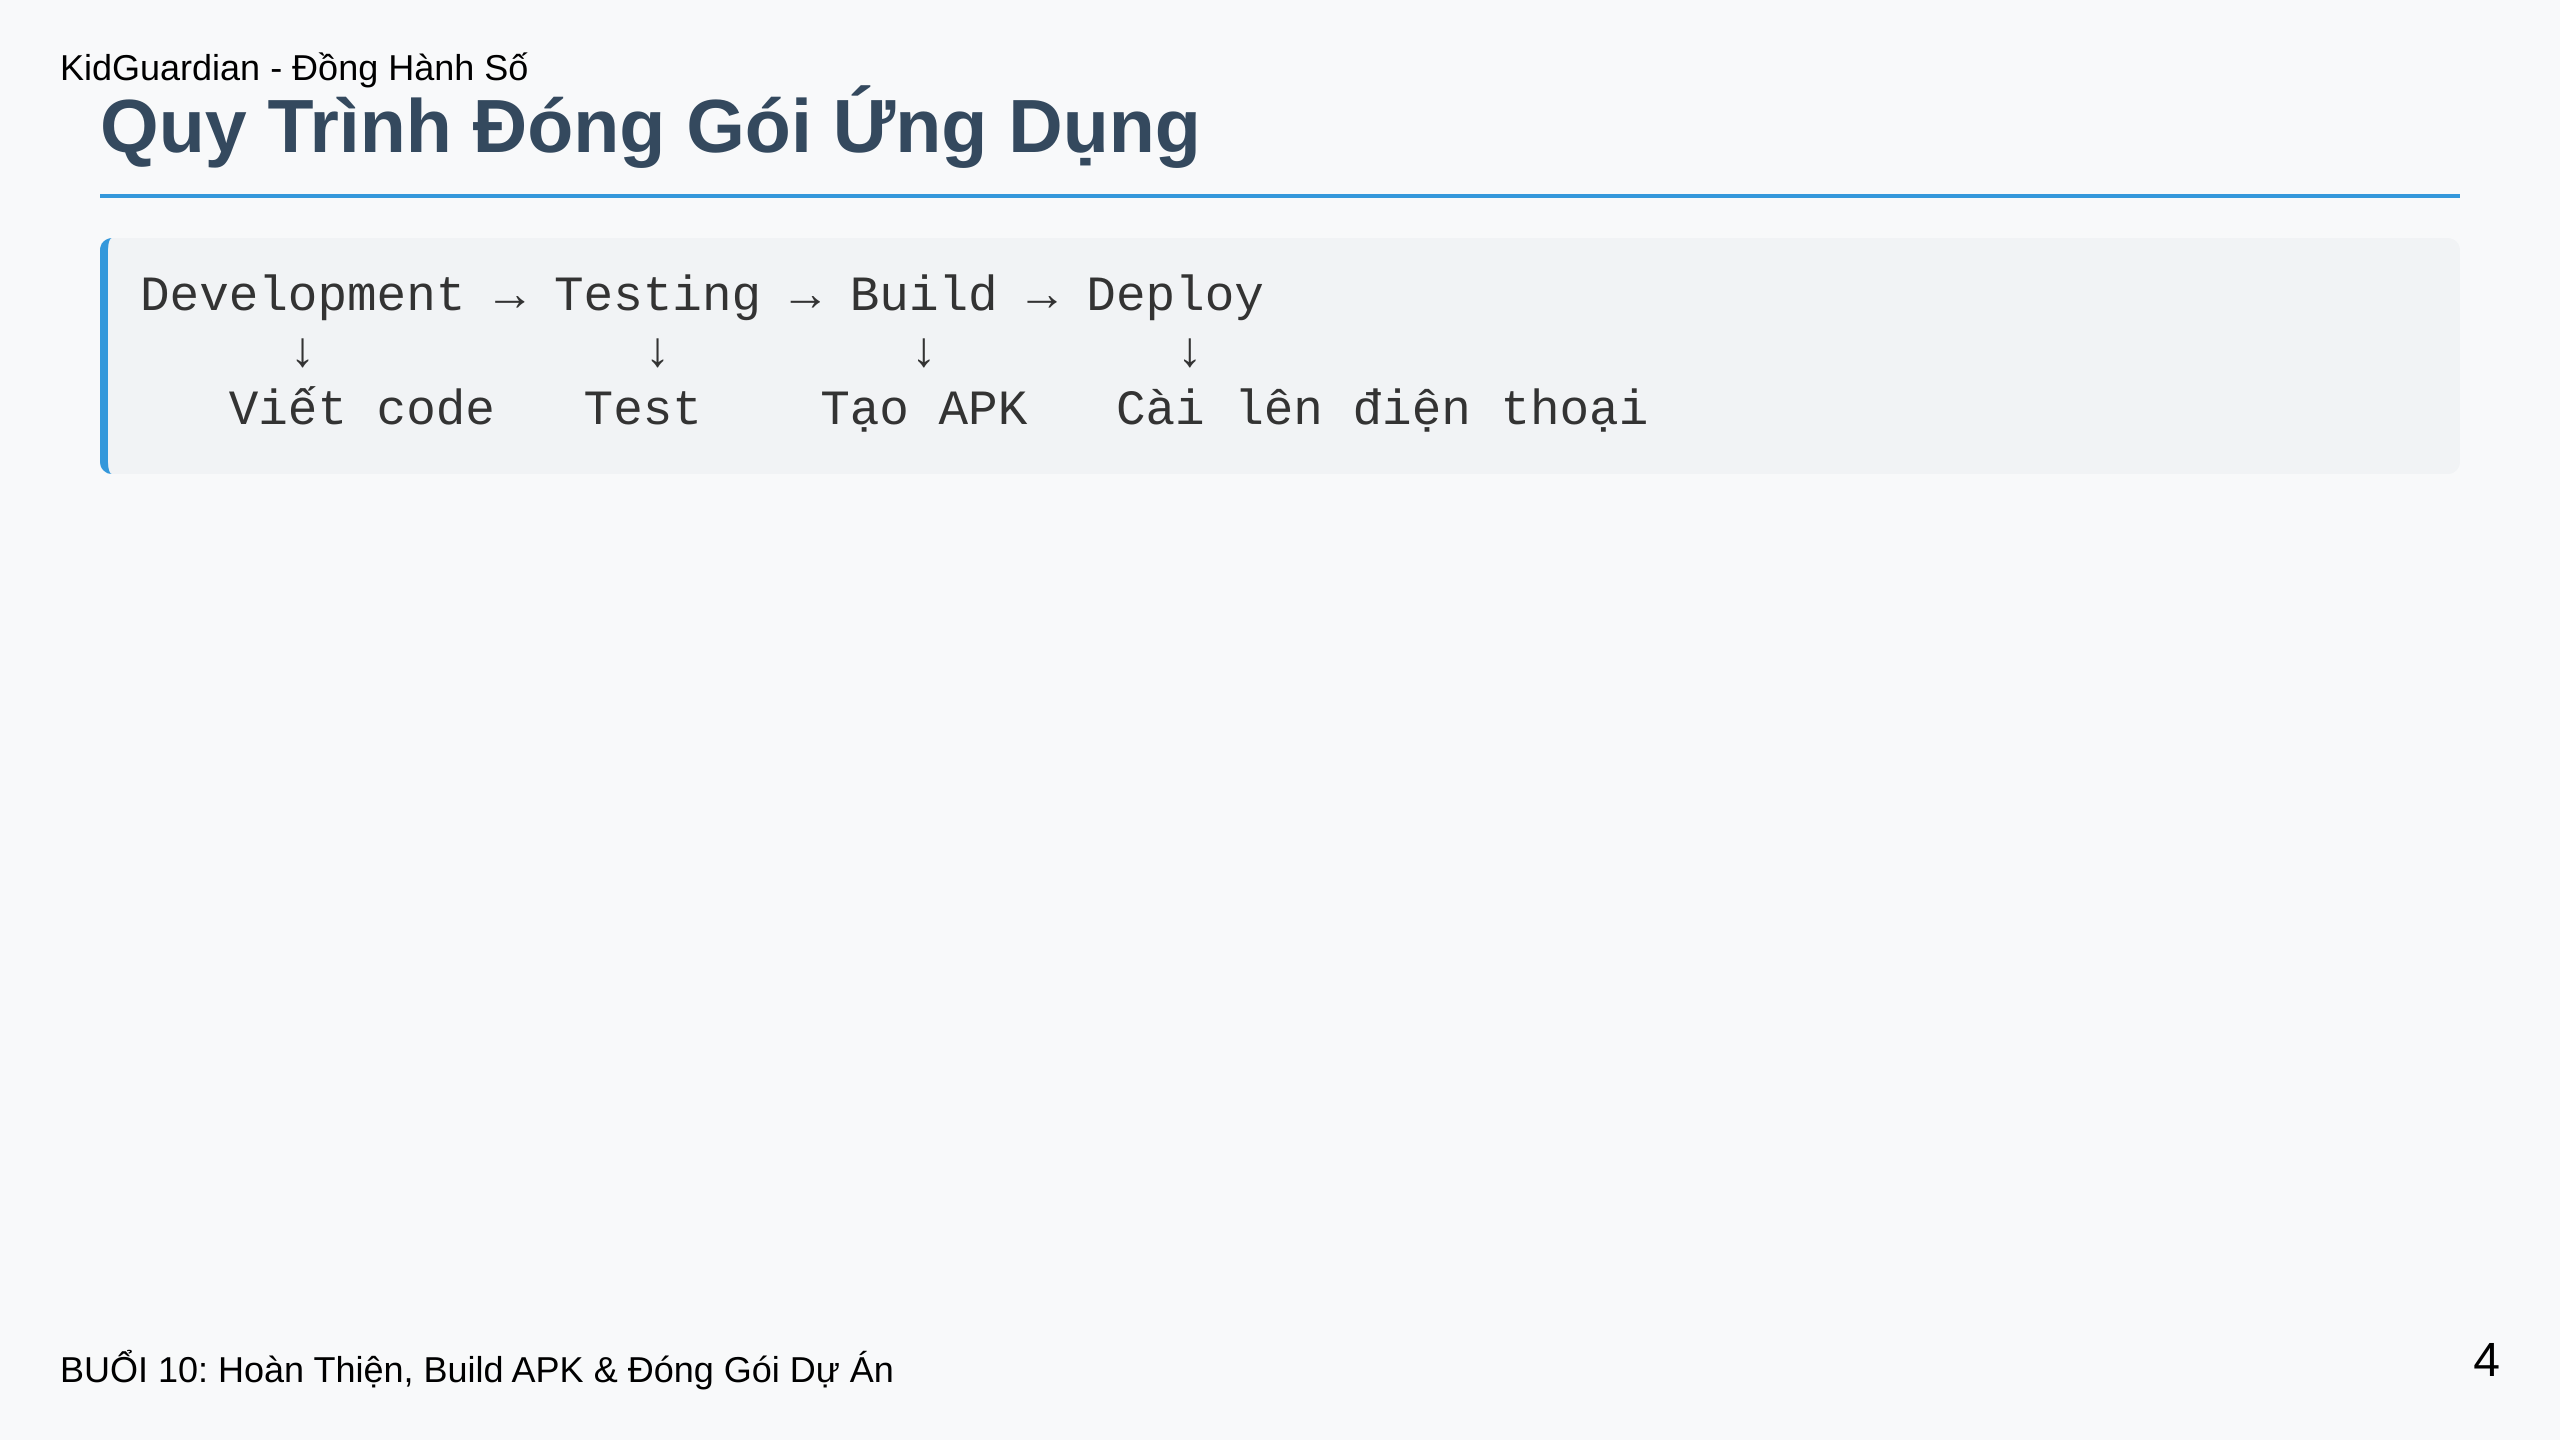 KidGuardian - Đồng Hành Số
Quy Trình Đóng Gói Ứng Dụng
Development → Testing → Build → Deploy
↓ ↓ ↓ ↓
Viết code Test Tạo APK Cài lên điện thoại
BUỔI 10: Hoàn Thiện, Build APK & Đóng Gói Dự Án
4